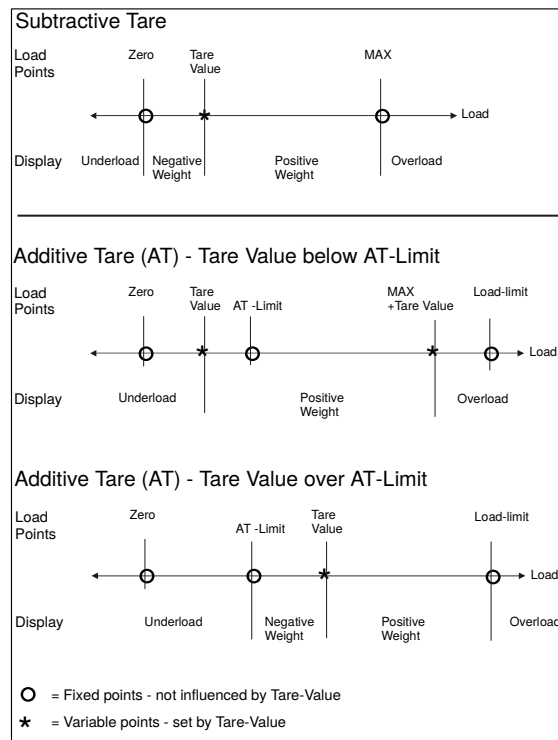 Subtractive Tare
Load Points
Zero
Tare Value
MAX
Load
Display
Underload
Negative Weight
Positive Weight
Overload
Additive Tare (AT) - Tare Value below AT-Limit
Load Points
Zero
Tare Value
AT -Limit
MAX +Tare Value
Load-limit
Load
Display
Underload
Positive Weight
Overload
Additive Tare (AT) - Tare Value over AT-Limit
Load Points
Zero
AT -Limit
Tare Value
Load-limit
Load
Display
Underload
Negative Weight
Positive Weight
Overload
= Fixed points - not influenced by Tare-Value
* = Variable points - set by Tare-Value